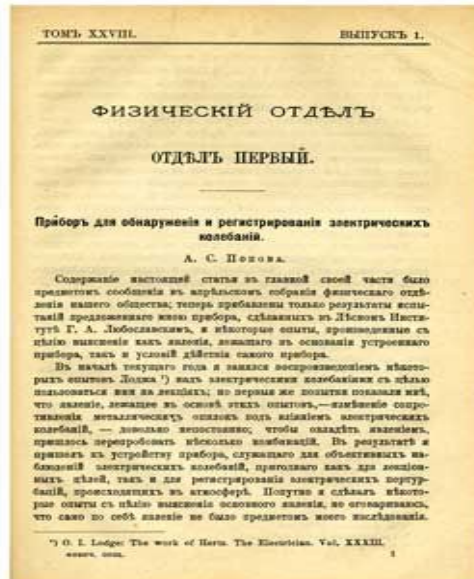 ТОМЪ XXVIII. ВЫПУСКЪ 1.
ФИЗИЧЕСКІЙ ОТДѢЛЪ
ОТДѢЛЪ ПЕРВЫЙ.
Приборъ для обнаруженія и регистрированія электрическихъ
колебаній.
А. С. Попова.
Содержаніе настоящей статьи въ главной своей части было
предметомъ сообщенія въ апрѣльскомъ собраніи физическаго отдѣ-
ленія нашего общества; теперь прибавлены только результаты испы-
таній предложеннаго мною прибора, сдѣланныхъ въ Лѣсномъ Инсти-
тутѣ Г. А. Любославскимъ, и нѣкоторые опыты, произведенные съ
цѣлію выясненія какъ явленія, лежащаго въ основаніи устроеннаго
прибора, такъ и условій дѣйствія самого прибора.
Въ началѣ текущаго года я занялся воспроизведеніемъ нѣкото-
рыхъ опытовъ Лоджа ¹) надъ электрическими колебаніями съ цѣлью
пользоваться ими на лекціяхъ; но первыя же попытки показали мнѣ,
что явленіе, лежащее въ основѣ этихъ опытовъ,—измѣненіе сопро-
тивленія металлическихъ опилокъ подъ вліяніемъ электрическихъ
колебаній, — довольно непостоянно; чтобы овладѣть явленіемъ,
пришлось перепробовать нѣсколько комбинацій. Въ результатѣ я
пришелъ къ устройству прибора, служащаго для объективныхъ на-
блюденій электрическихъ колебаній, пригоднаго какъ для лекціон-
ныхъ цѣлей, такъ и для регистрированія электрическихъ пертур-
бацій, происходящихъ въ атмосферѣ. Попутно я сдѣлалъ нѣкото-
рые опыты съ цѣлію выясненія основного явленія, но оговариваюсь,
что само по себѣ явленіе не было предметомъ моего изслѣдованія.
¹) O. I. Lodge: The work of Hertz. The Electrician. Vol. XXXIII.
1